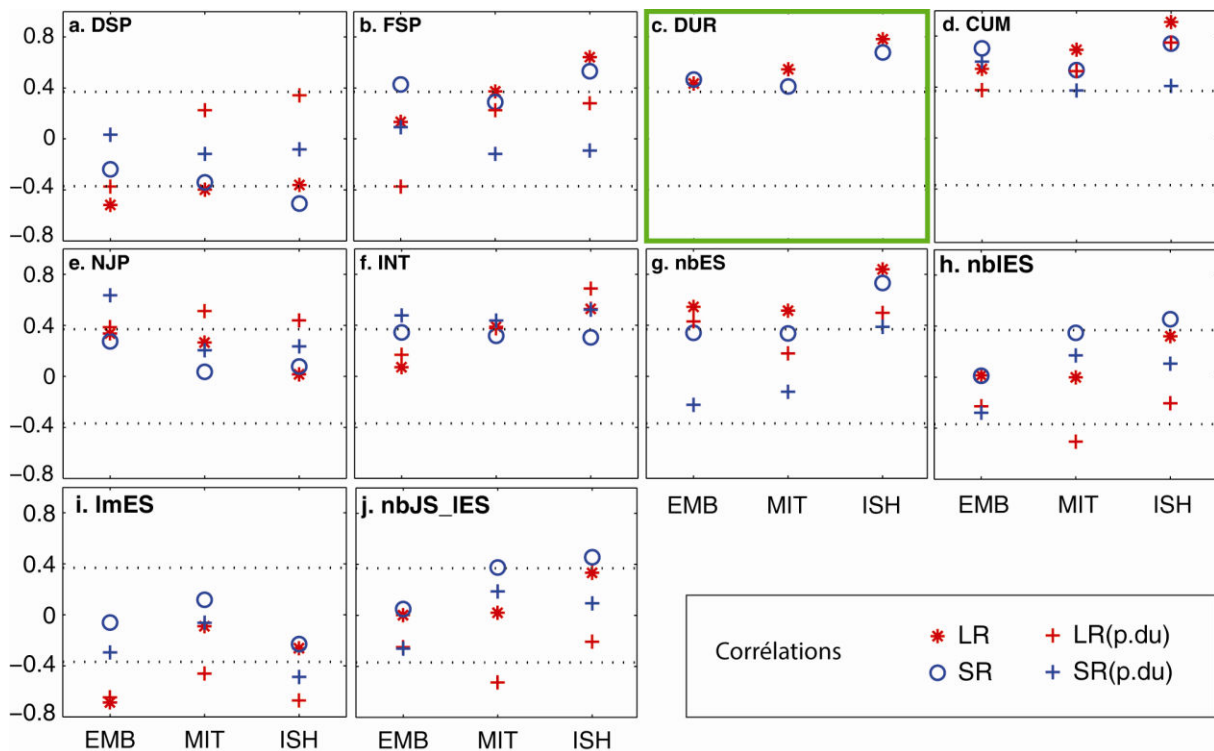 a. DSP
b. FSP
c. DUR
d. CUM
0.8
0.4
0
−0.4
−0.8
e. NJP
f. INT
g. nbES
h. nbIES
0.8
0.4
0
−0.4
−0.8
i. lmES
j. nbJS_IES
EMB MIT ISH
EMB MIT ISH
0.8
0.4
0
−0.4
−0.8
EMB MIT ISH
EMB MIT ISH
Corrélations
LR
LR(p.du)
SR
SR(p.du)